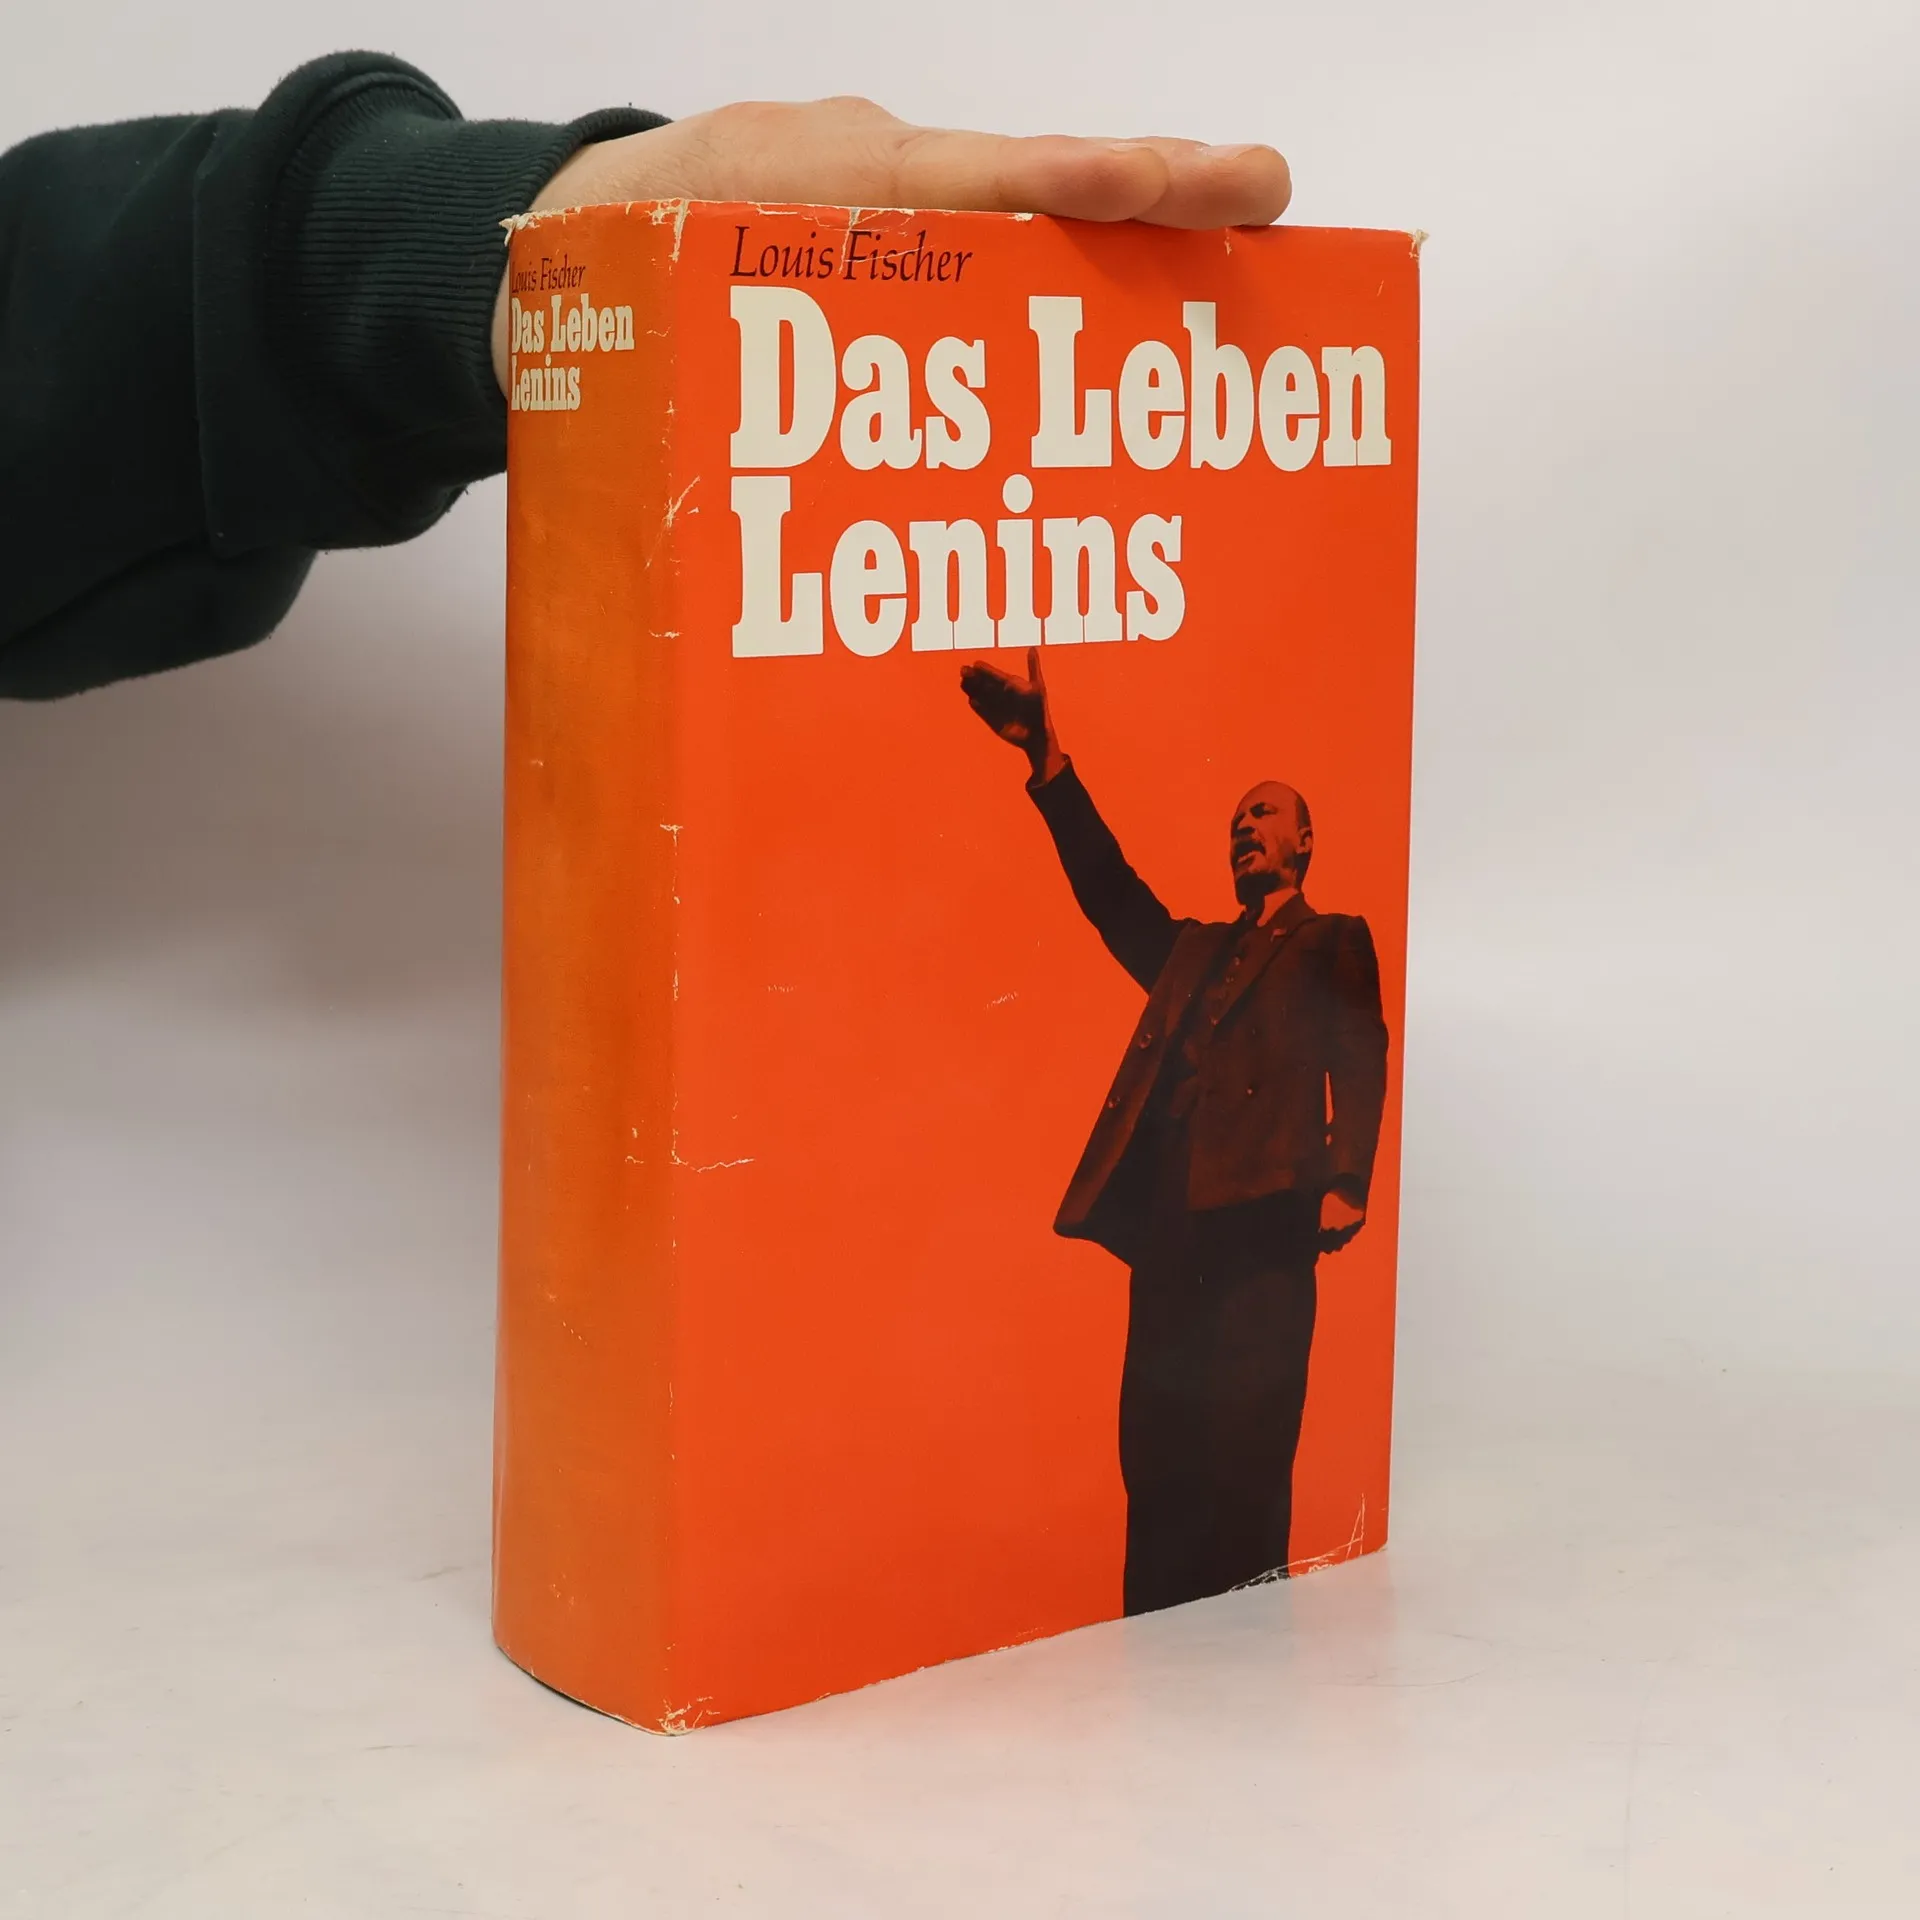 Louis Fischer
Das Leben
Lenins
Louis Fischer
Das Leben
Lenins